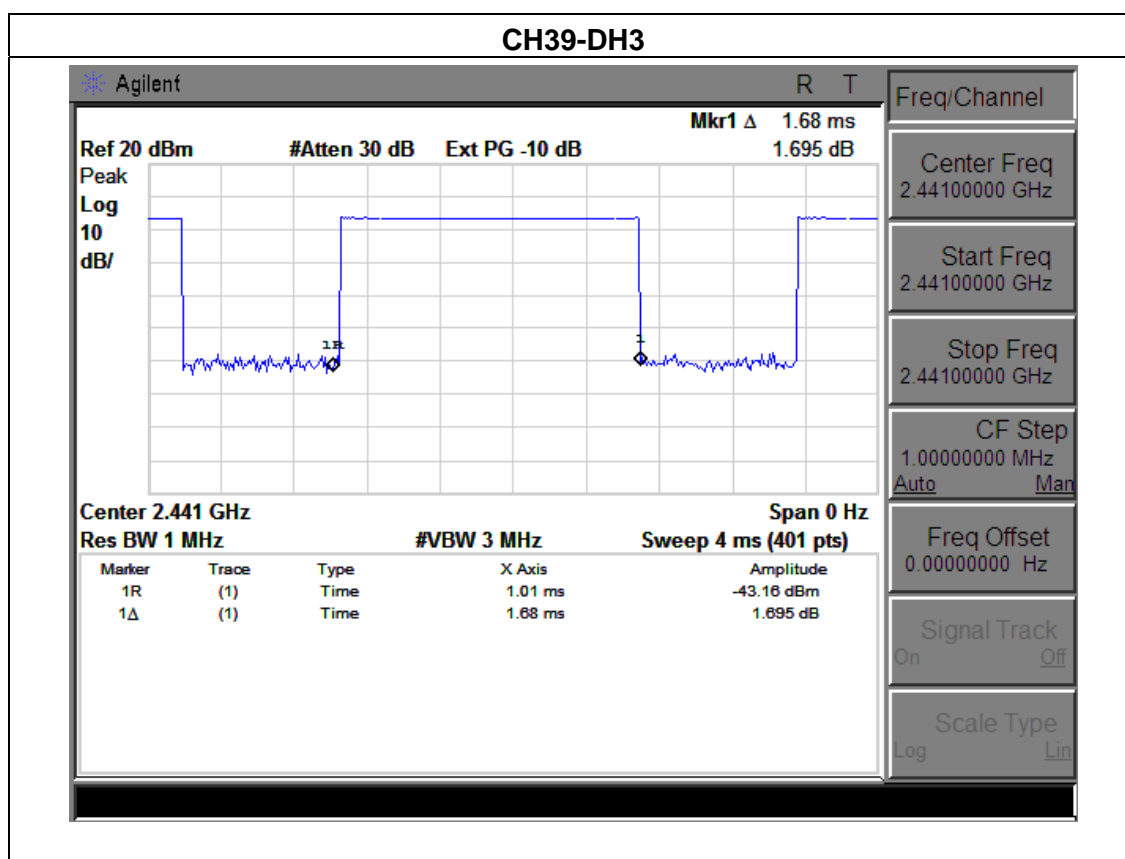 CH39-DH3
Agilent R T
Mkr1 Δ 1.68 ms
Ref 20 dBm #Atten 30 dB Ext PG -10 dB 1.695 dB
Peak
Log
10
dB/
1R
1
Center 2.441 GHz Span 0 Hz
Res BW 1 MHz #VBW 3 MHz Sweep 4 ms (401 pts)
Marker Trace Type X Axis Amplitude
1R (1) Time 1.01 ms -43.16 dBm
1Δ (1) Time 1.68 ms 1.695 dB
Freq/Channel
Center Freq
2.44100000 GHz
Start Freq
2.44100000 GHz
Stop Freq
2.44100000 GHz
CF Step
1.00000000 MHz
Auto Man
Freq Offset
0.00000000 Hz
Signal Track
On Off
Scale Type
Log Lin